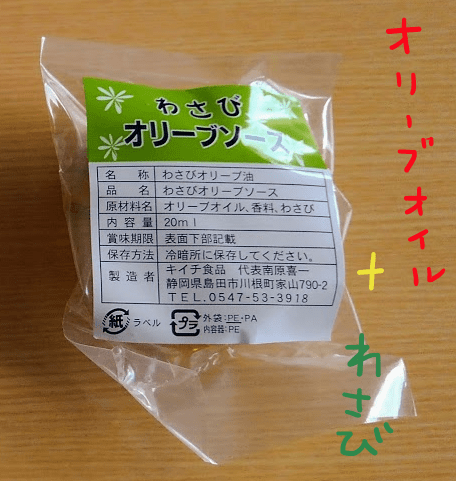 わさび
オリーブソース
名称 わさびオリーブ油
品名 わさびオリーブソース
原材料名 オリーブオイル、香料、わさび
内容量 20ml
賞味期限 表面下部記載
保存方法 冷暗所に保存してください。
製造者 キイチ食品 代表南原喜一
静岡県島田市川根町家山790-2
TEL.0547-53-3918
紙 ラベル
プラ 外袋:PE・PA
内容器:PE
オリーブオイル
+
わさび